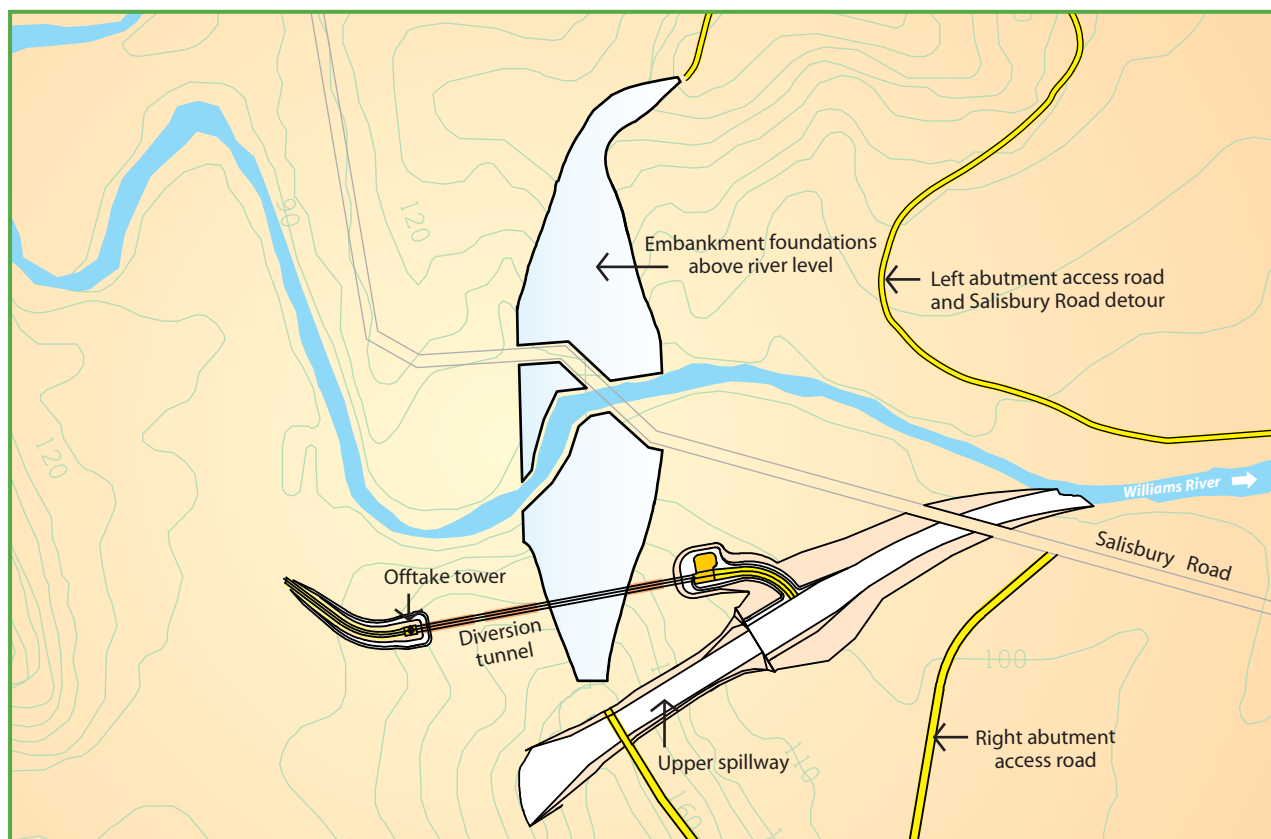 120
90
Embankment foundations
above river level
Left abutment access road
and Salisbury Road detour
120
Williams River
Salisbury Road
Offtake tower
Diversion
tunnel
100
Upper spillway
110
Right abutment
access road
160